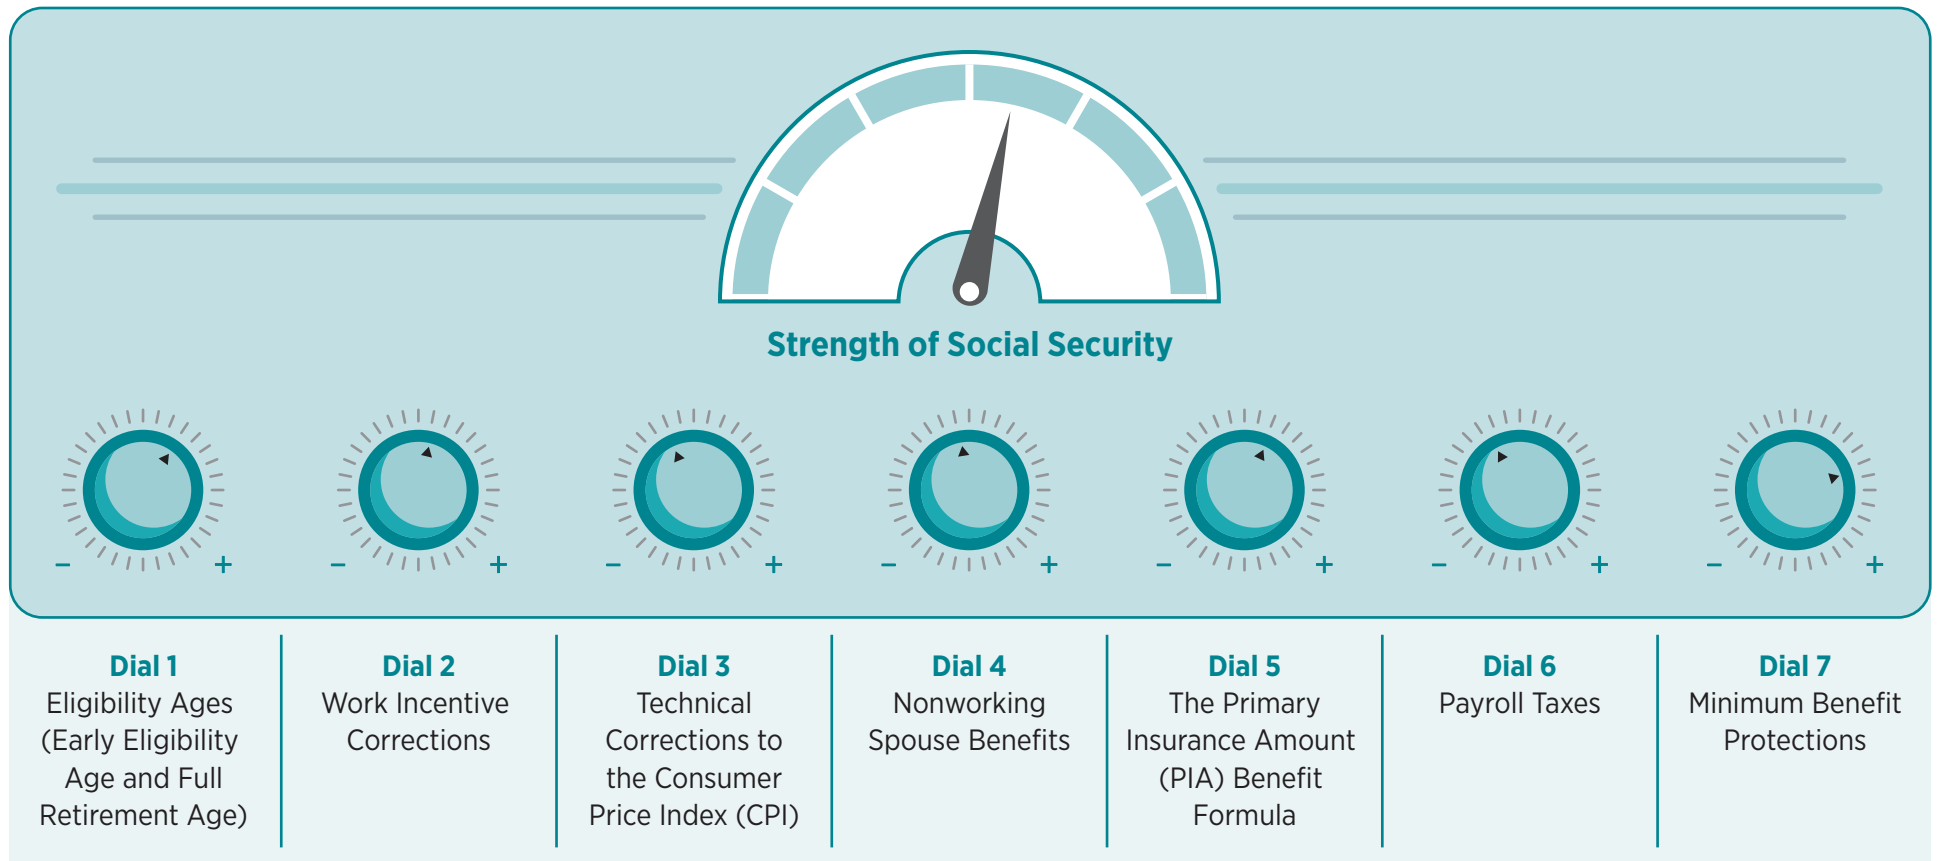 Strength of Social Security
– +
– +
– +
– +
– +
– +
– +
Dial 1
Eligibility Ages
(Early Eligibility
Age and Full
Retirement Age)
Dial 2
Work Incentive
Corrections
Dial 3
Technical
Corrections to
the Consumer
Price Index (CPI)
Dial 4
Nonworking
Spouse Benefits
Dial 5
The Primary
Insurance Amount
(PIA) Benefit
Formula
Dial 6
Payroll Taxes
Dial 7
Minimum Benefit
Protections